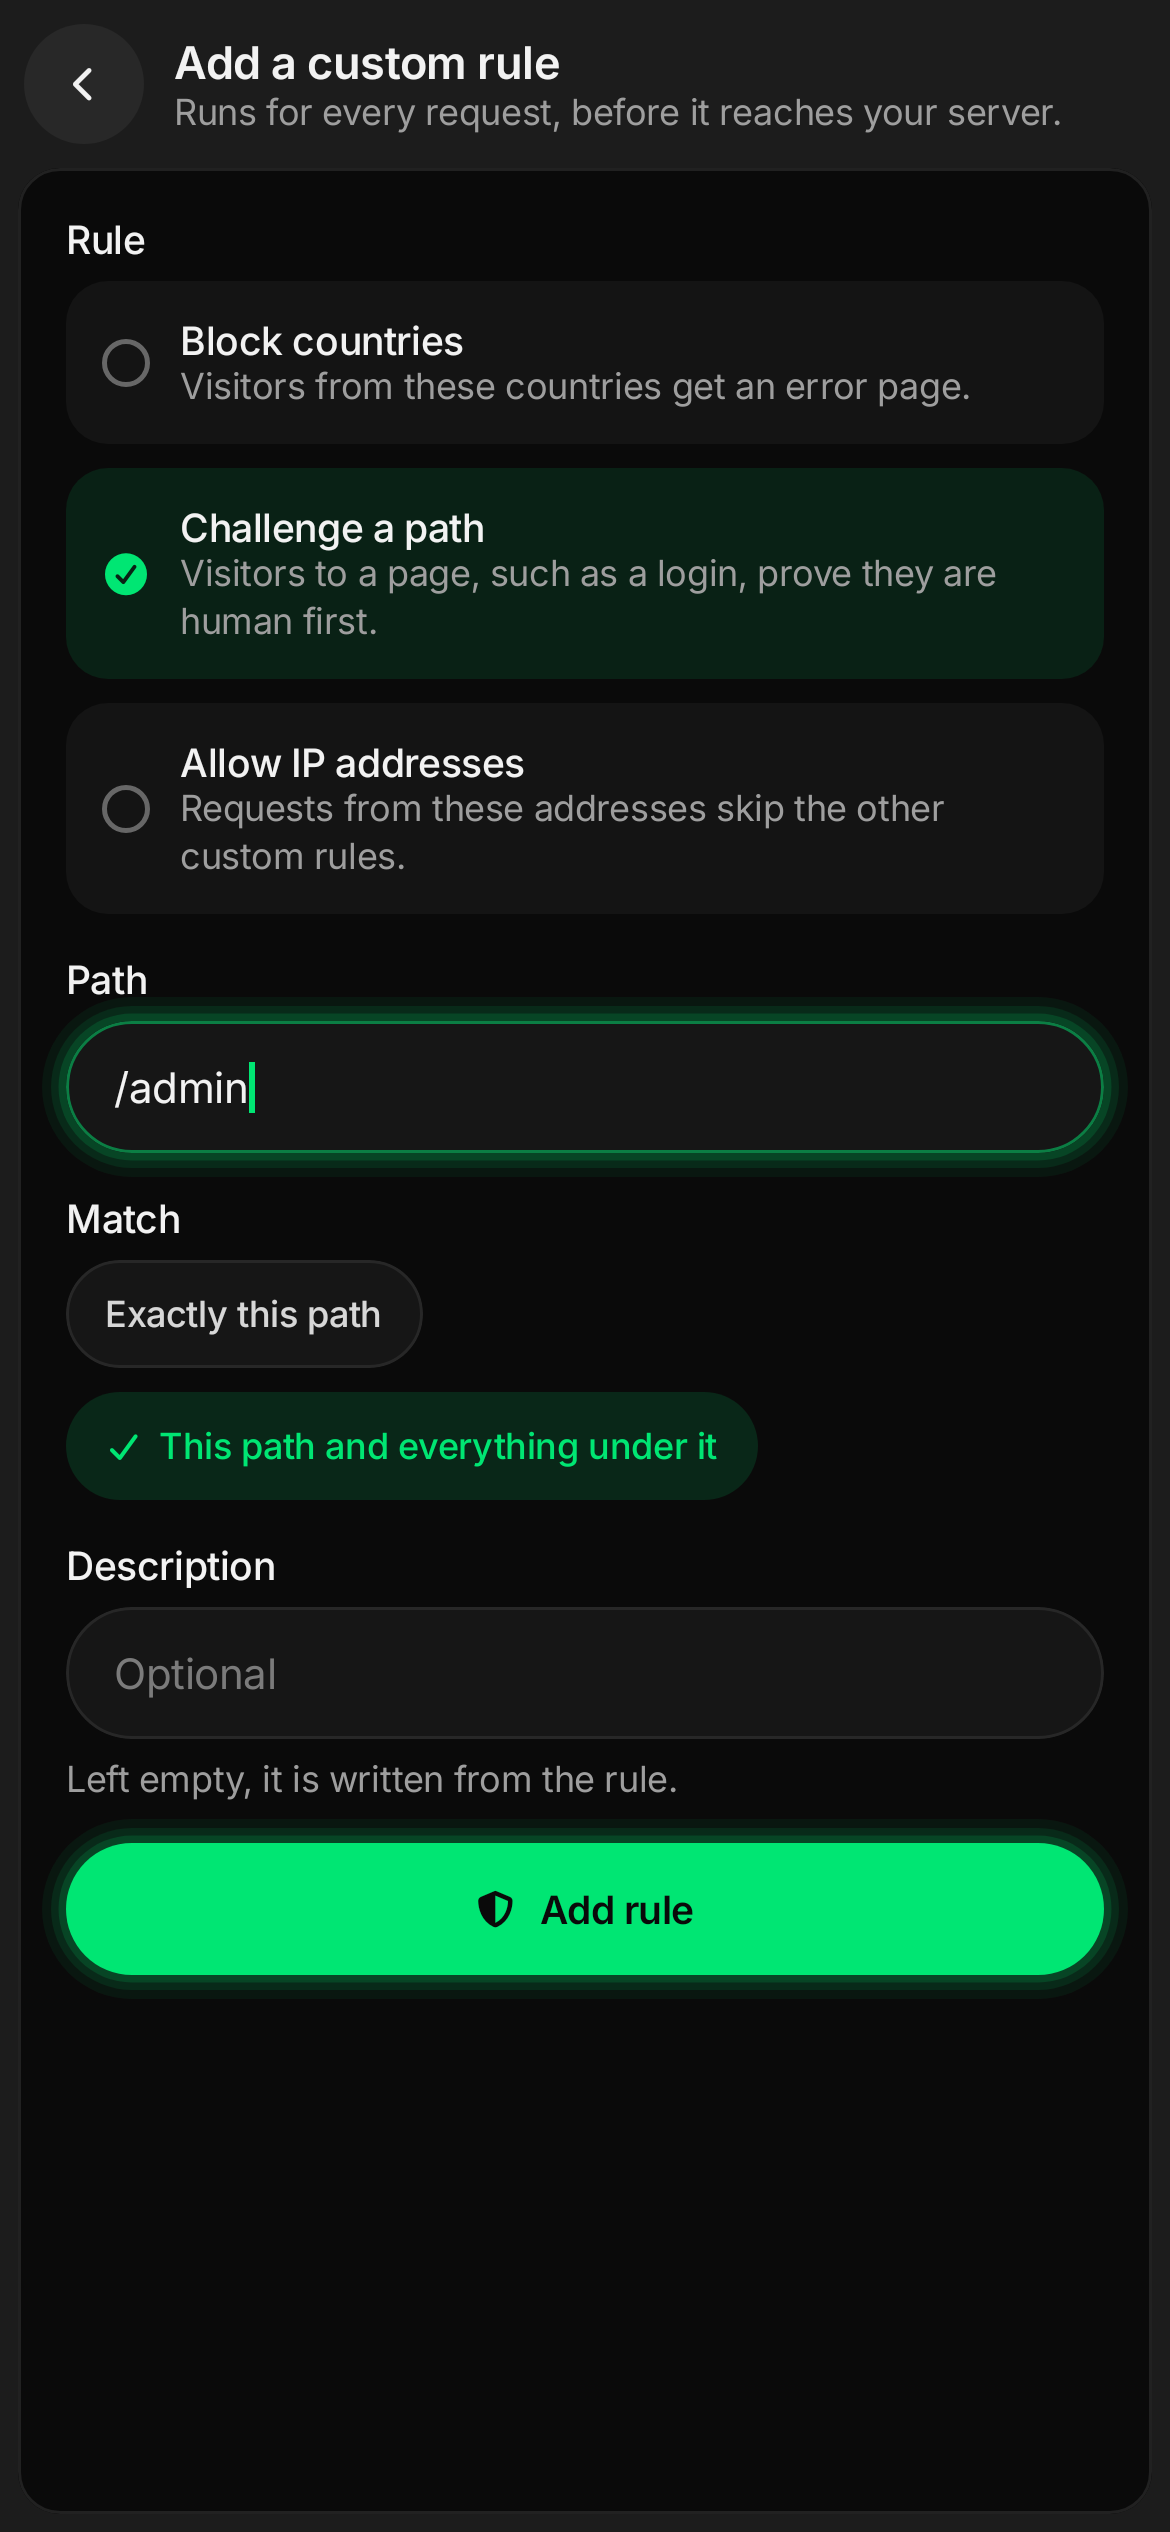 Add a custom rule
Runs for every request, before it reaches your server.
Rule
Block countries
Visitors from these countries get an error page.
Challenge a path
Visitors to a page, such as a login, prove they are
human first.
Allow IP addresses
Requests from these addresses skip the other
custom rules.
Path
/admin
Match
Exactly this path
This path and everything under it
Description
Optional
Left empty, it is written from the rule.
Add rule